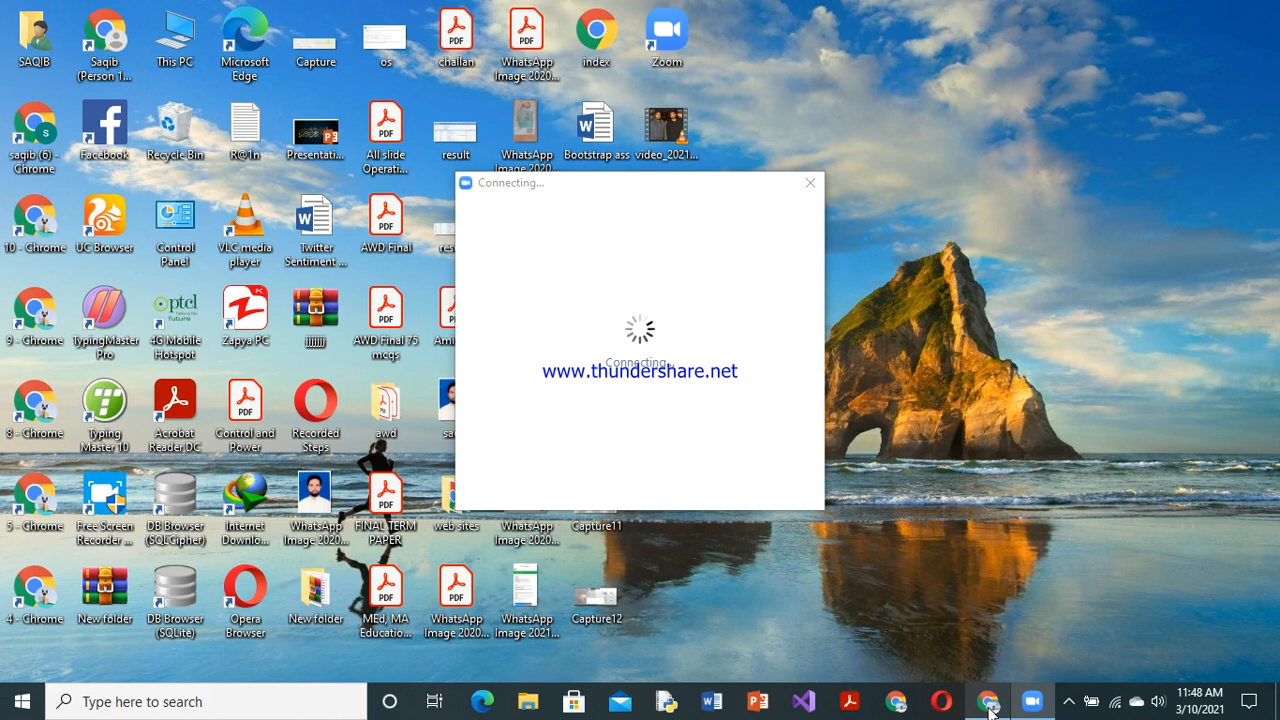 SAQIB
Saqib
(Person 1...
This PC
Microsoft
Edge
Capture
os
challan
WhatsApp
Image 2020...
index
Zoom
saqib (6) -
Chrome
Facebook
Recycle Bin
R@1n
Presentati...
All slide
Operati...
result
WhatsApp
Image 2020...
Bootstrap ass
video_2021...
10 - Chrome
UC Browser
Control
Panel
VLC media
player
Twitter
Sentiment ...
AWD Final
Connecting...
9 - Chrome
TypingMaster
Pro
ptcl
4G Mobile
Hotspot
Zapya PC
jjjjjjj
AWD Final 75
mcqs
Connecting...
www.thundershare.net
8 - Chrome
Typing
Master 10
Acrobat
Reader DC
Control and
Power
Recorded
Steps
awd
5 - Chrome
Free Screen
Recorder ...
DB Browser
(SQLCipher)
Internet
Downlo...
WhatsApp
Image 2020...
FINAL TERM
PAPER
web sites
WhatsApp
Image 2020...
Capture11
4 - Chrome
New folder
DB Browser
(SQLite)
Opera
Browser
New folder
MEd, MA
Educatio...
WhatsApp
Image 2020...
WhatsApp
Image 2021...
Capture12
Type here to search
11:48 AM
3/10/2021